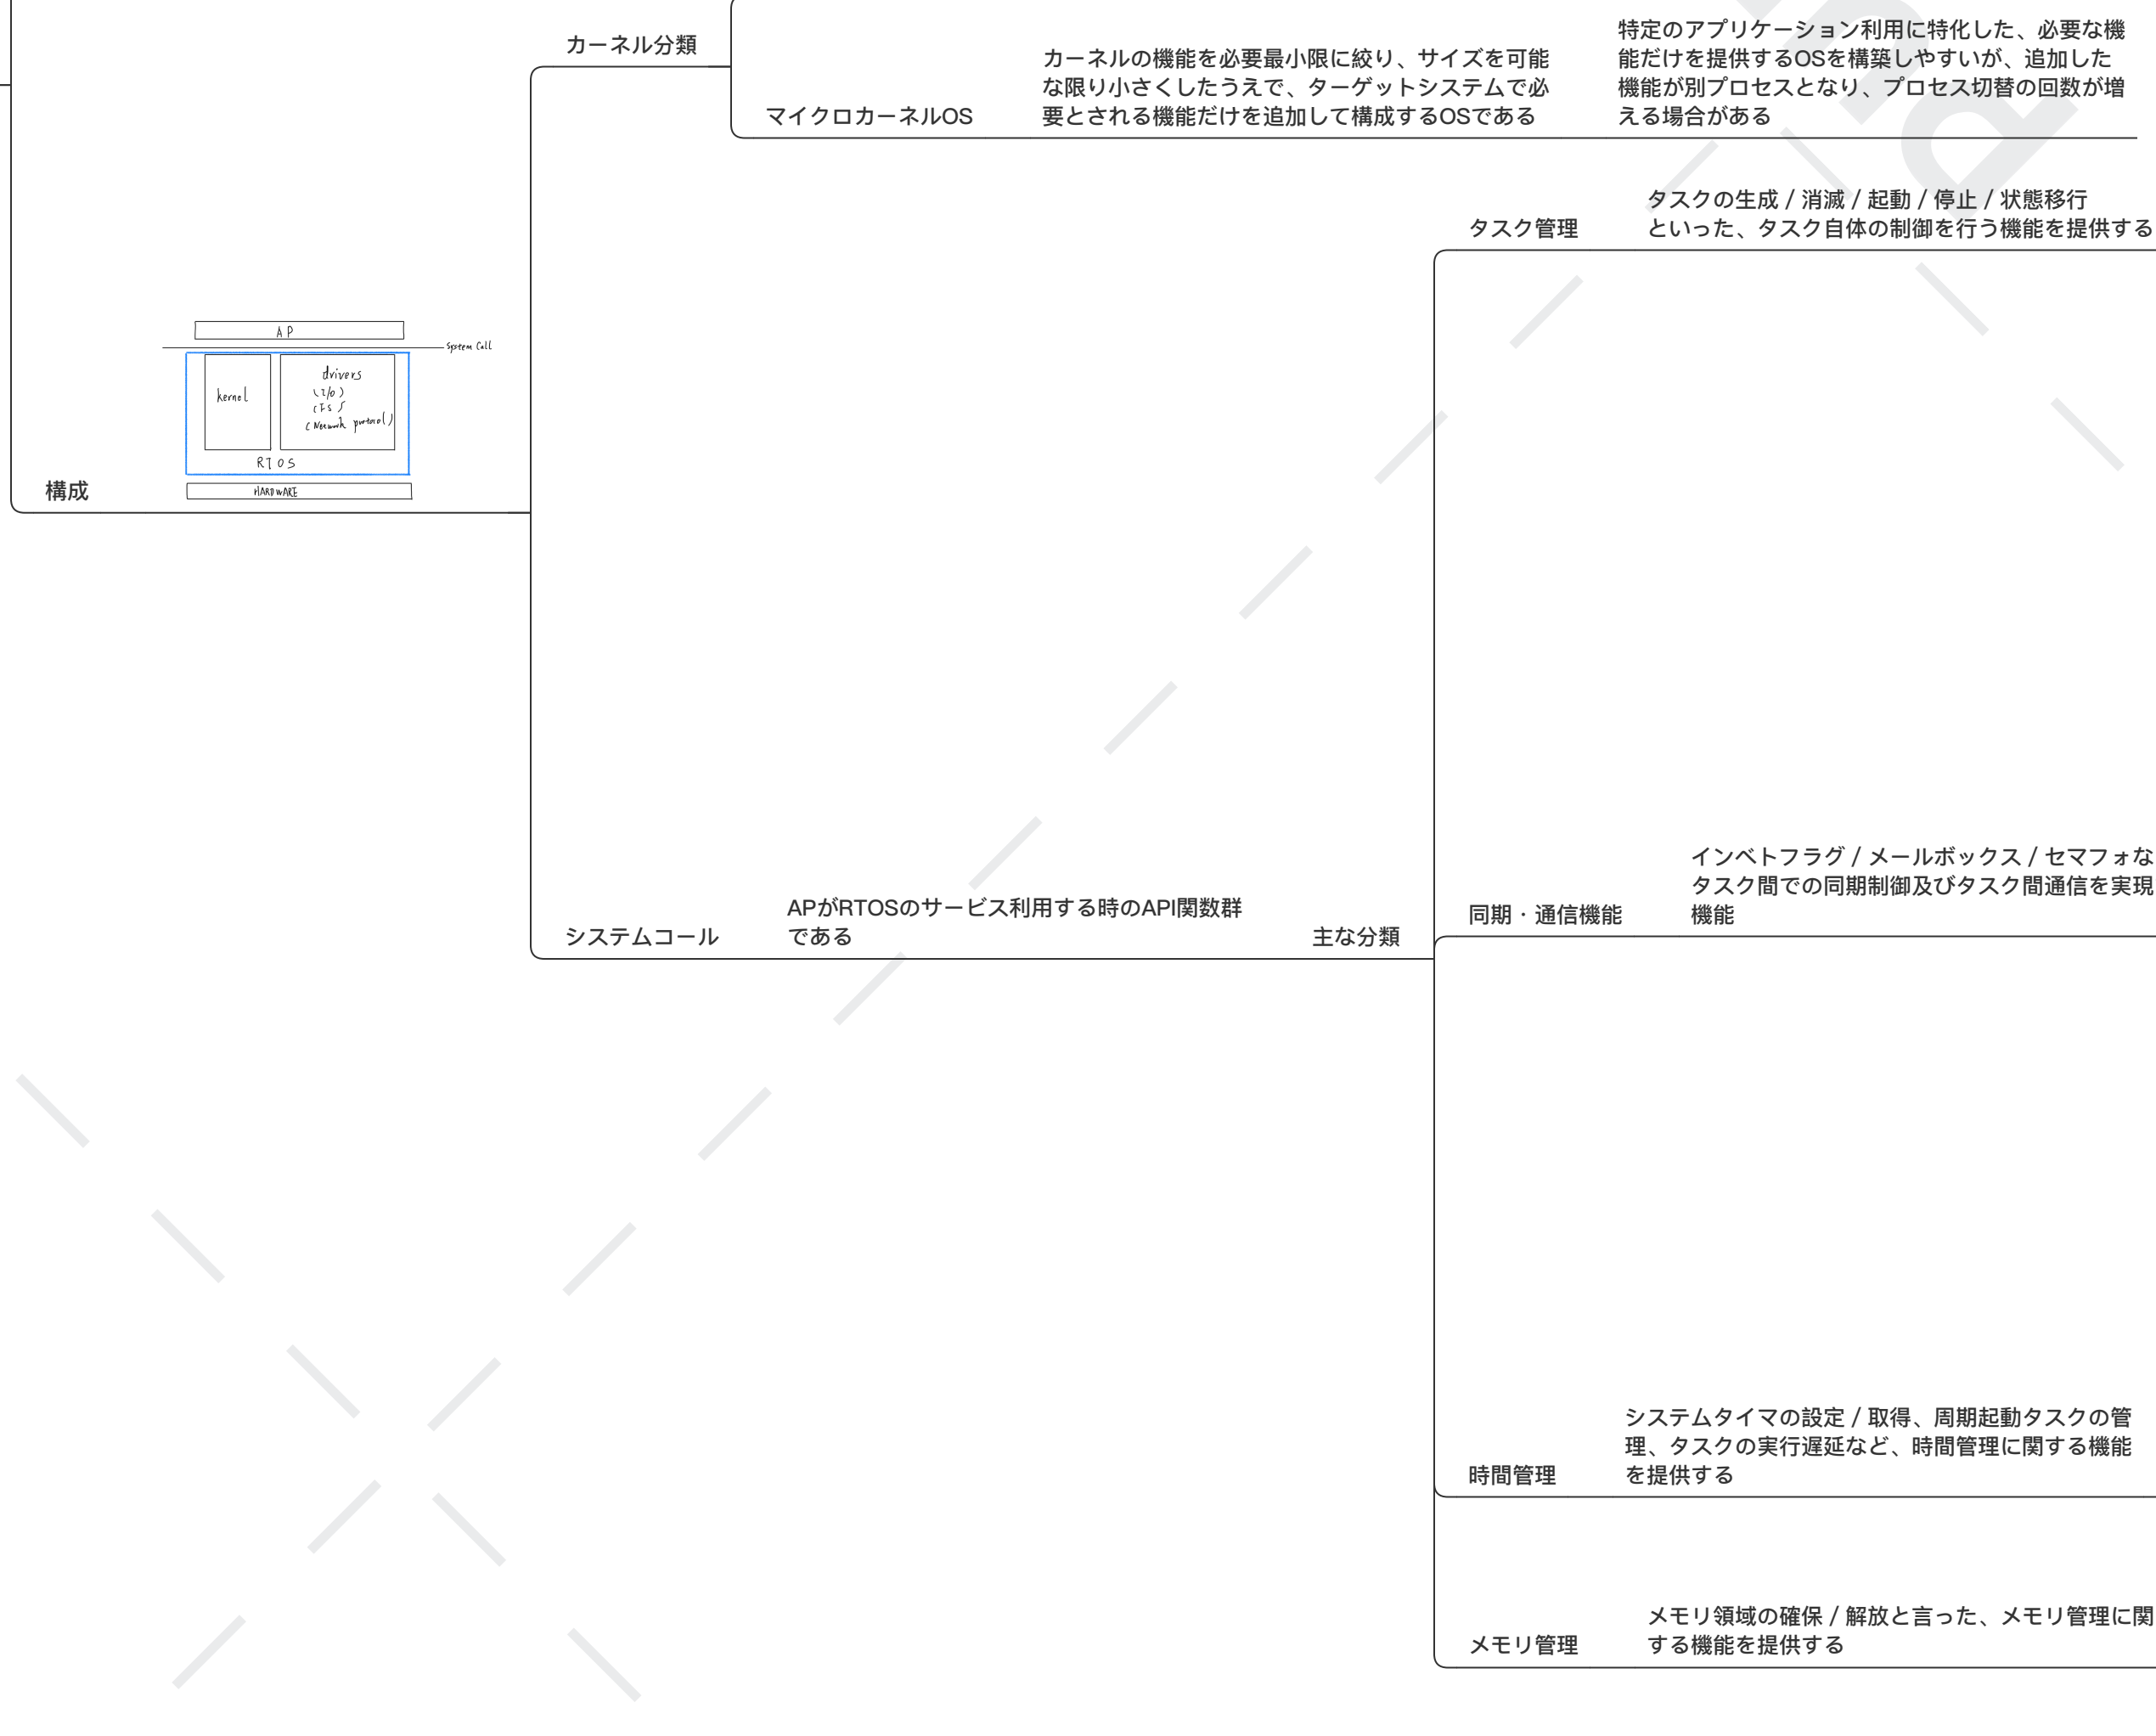 カーネル分類
マイクロカーネルOS
カーネルの機能を必要最小限に絞り、サイズを可能
な限り小さくしたうえで、ターゲットシステムで必
要とされる機能だけを追加して構成するOSである
特定のアプリケーション利用に特化した、必要な機
能だけを提供するOSを構築しやすいが、追加した
機能が別プロセスとなり、プロセス切替の回数が増
える場合がある
タスク管理
タスクの生成 / 消滅 / 起動 / 停止 / 状態移行
といった、タスク自体の制御を行う機能を提供する
構成
AP
System Call
kernel
drivers
(I/O)
(Network protocol)
RTOS
HARDWARE
システムコール
APがRTOSのサービス利用する時のAPI関数群
である
主な分類
同期・通信機能
インベトフラグ / メールボックス / セマフォな
タスク間での同期制御及びタスク間通信を実現
機能
時間管理
システムタイマの設定 / 取得、周期起動タスクの管
理、タスクの実行遅延など、時間管理に関する機能
を提供する
メモリ管理
メモリ領域の確保 / 解放と言った、メモリ管理に関
する機能を提供する